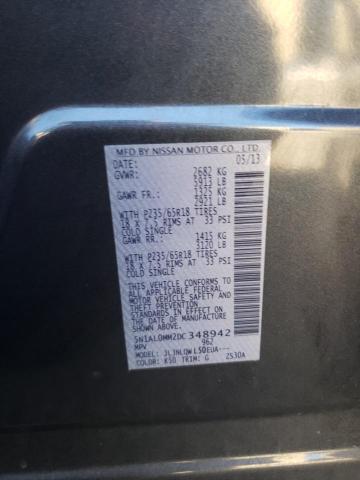 MFD BY NISSAN MOTOR CO., LTD
DATE: 05/13
GVWR: 2682 KG
5913 LB
GAWR FR: 1325 KG
2921 LB
WITH P235/65R18 TIRES
18 X 7.5 RIMS AT 33 PSI
COLD SINGLE
GAWR RR: 1415 KG
3120 LB
WITH P235/65R18 TIRES
18 X 7.5 RIMS AT 33 PSI
COLD SINGLE
THIS VEHICLE CONFORMS TO
ALL APPLICABLE FEDERAL
MOTOR VEHICLE SAFETY AND
THEFT PREVENTION STANDARDS
IN EFFECT ON THE DATE OF
MANUFACTURE SHOWN ABOVE.
5N1AL0MM2DC348942
MPV 962
MODEL: JLJNLQWL50EUA---
COLOR: K50 TRIM: G ZS30A